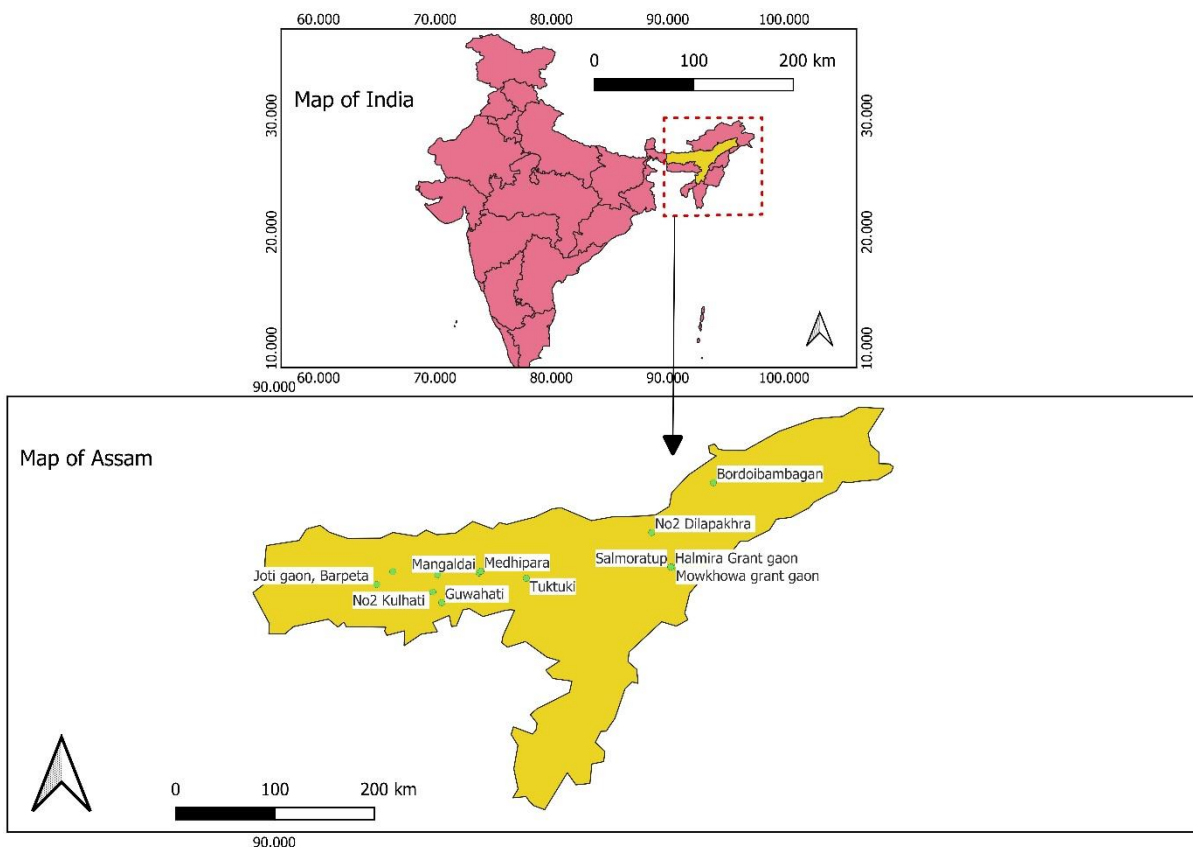 60.000 70.000 80.000 90.000 100.000
0 100 200 km
Map of India
30.000 30.000
20.000 20.000
10.000 10.000
60.000 70.000 80.000 90.000 100.000
90.000
Map of Assam
Bordoibambagan
No2 Dilapakhra
Salmoratup Halmira Grant gaon
Mowkhowa grant gaon
Mangaldai Medhipara
Joti gaon, Barpeta
Tuktuki
No2 Kulhati Guwahati
0 100 200 km
90.000